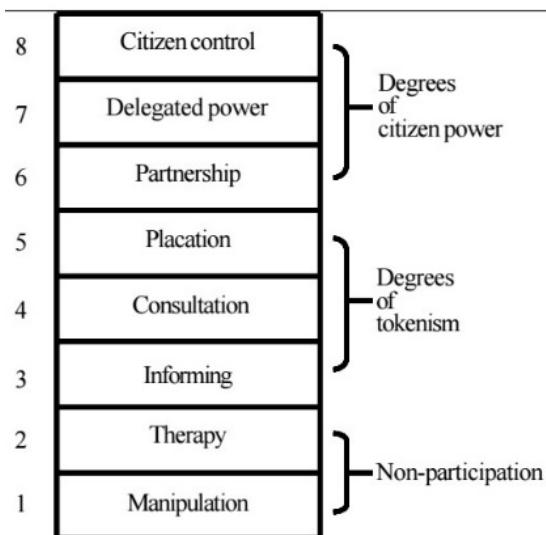 8 Citizen control
7 Delegated power
6 Partnership
Degrees
of
citizen power
5 Placation
4 Consultation
3 Informing
Degrees
of
tokenism
2 Therapy
1 Manipulation
Non-participation